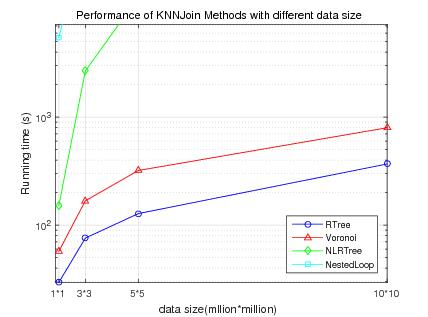 Performance of KNNJoin Methods with different data size
Running time (s)
10^3
10^2
1*1 3*3 5*5 10*10
data size(mllion*million)
RTree
Voronoi
NLRTree
NestedLoop